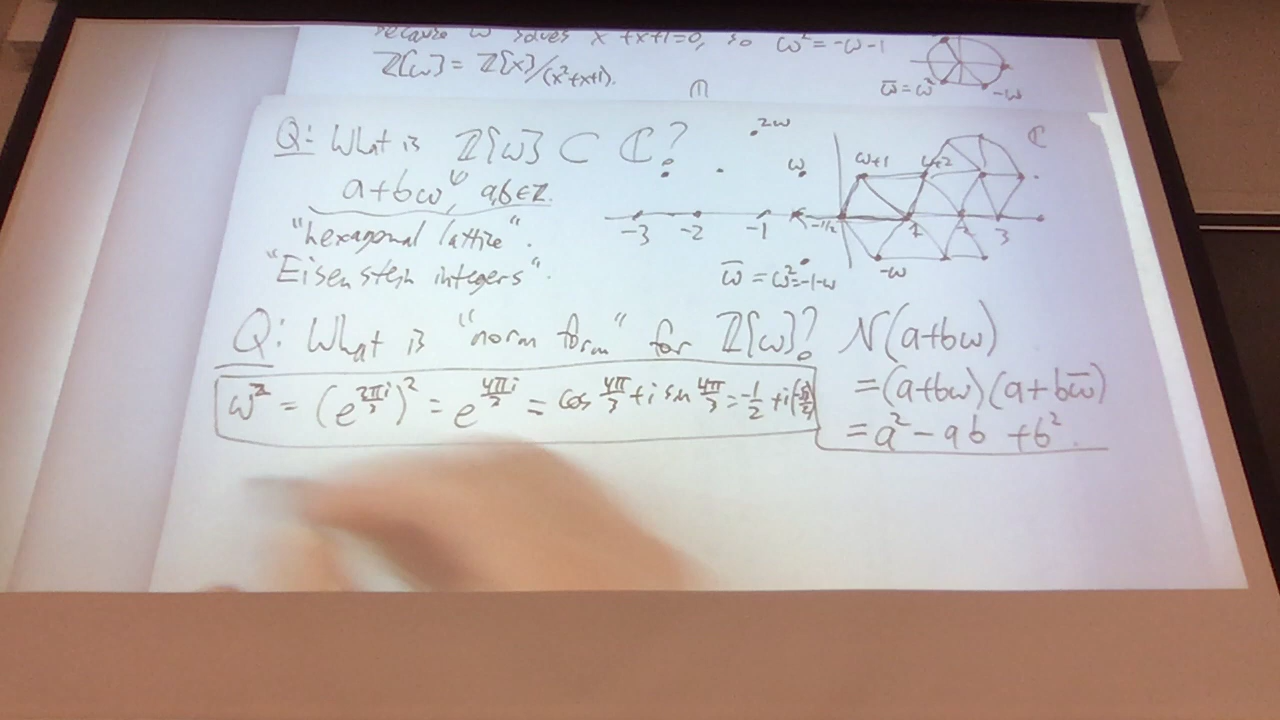 because ω solves x²+x+1=0, so ω² = -ω-1
ℤ[ω] = ℤ[x]/(x²+x+1).
ω̄ = ω²
-ω
Q: What is ℤ[ω] ⊂ ℂ?
a+bω, a,b∈ℤ.
"hexagonal lattice".
"Eisenstein integers".
2ω
ω
ω+1
ω+2
ℂ
-3 -2 -1 -1/2 1 2 3
-ω
ω̄ = ω² = -1-ω
Q: What is "norm form" for ℤ[ω]? N(a+bω)
= (a+bω)(a+bω̄)
= a² - ab + b².
ω² = (e^{2πi/3})² = e^{4πi/3} = cos 4π/3 + i sin 4π/3 = -1/2 + i(-√3/2)